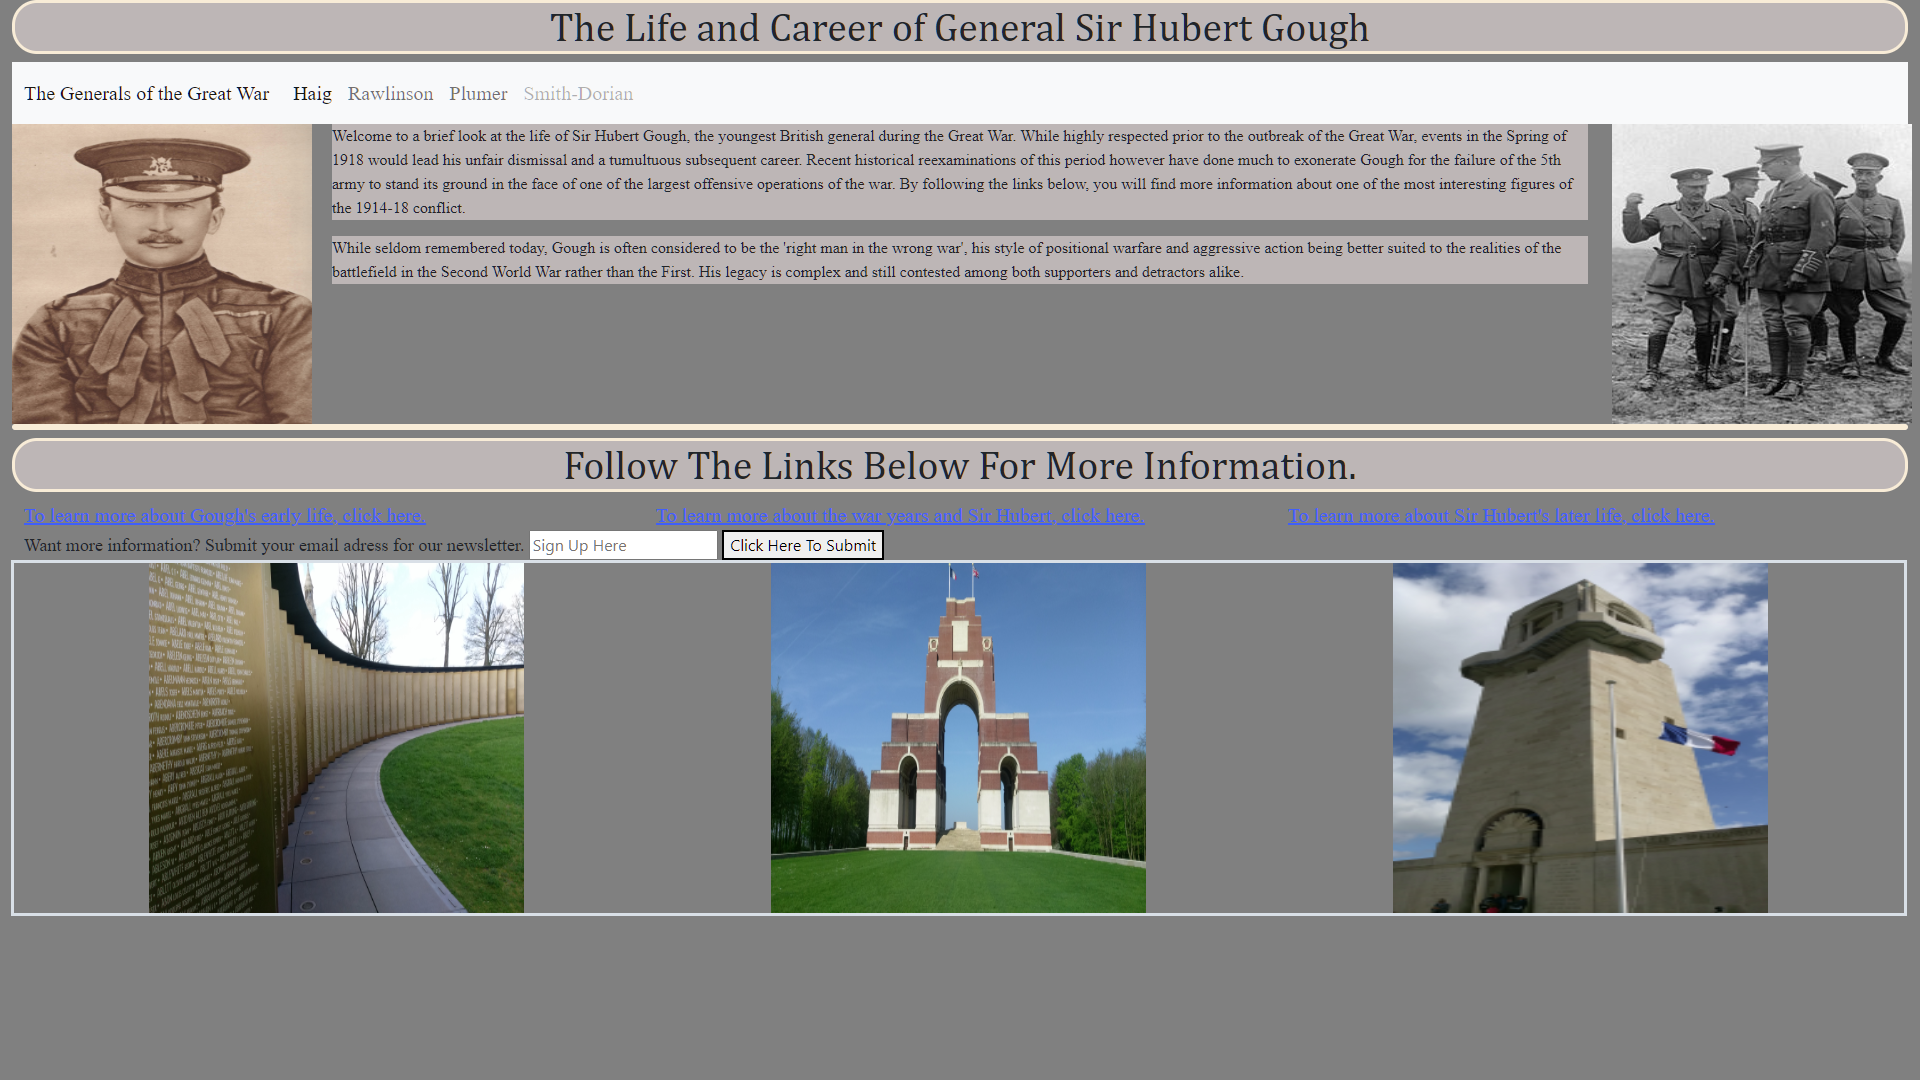 The Life and Career of General Sir Hubert Gough
The Generals of the Great War Haig Rawlinson Plumer Smith-Dorian
Welcome to a brief look at the life of Sir Hubert Gough, the youngest British general during the Great War. While highly respected prior to the outbreak of the Great War, events in the Spring of
1918 would lead his unfair dismissal and a tumultuous subsequent career. Recent historical reexaminations of this period however have done much to exonerate Gough for the failure of the 5th
army to stand its ground in the face of one of the largest offensive operations of the war. By following the links below, you will find more information about one of the most interesting figures of
the 1914-18 conflict.
While seldom remembered today, Gough is often considered to be the 'right man in the wrong war', his style of positional warfare and aggressive action being better suited to the realities of the
battlefield in the Second World War rather than the First. His legacy is complex and still contested among both supporters and detractors alike.
Follow The Links Below For More Information.
To learn more about Gough's early life, click here.
To learn more about the war years and Sir Hubert, click here.
To learn more about Sir Hubert's later life, click here.
Want more information? Submit your email adress for our newsletter. Sign Up Here Click Here To Submit